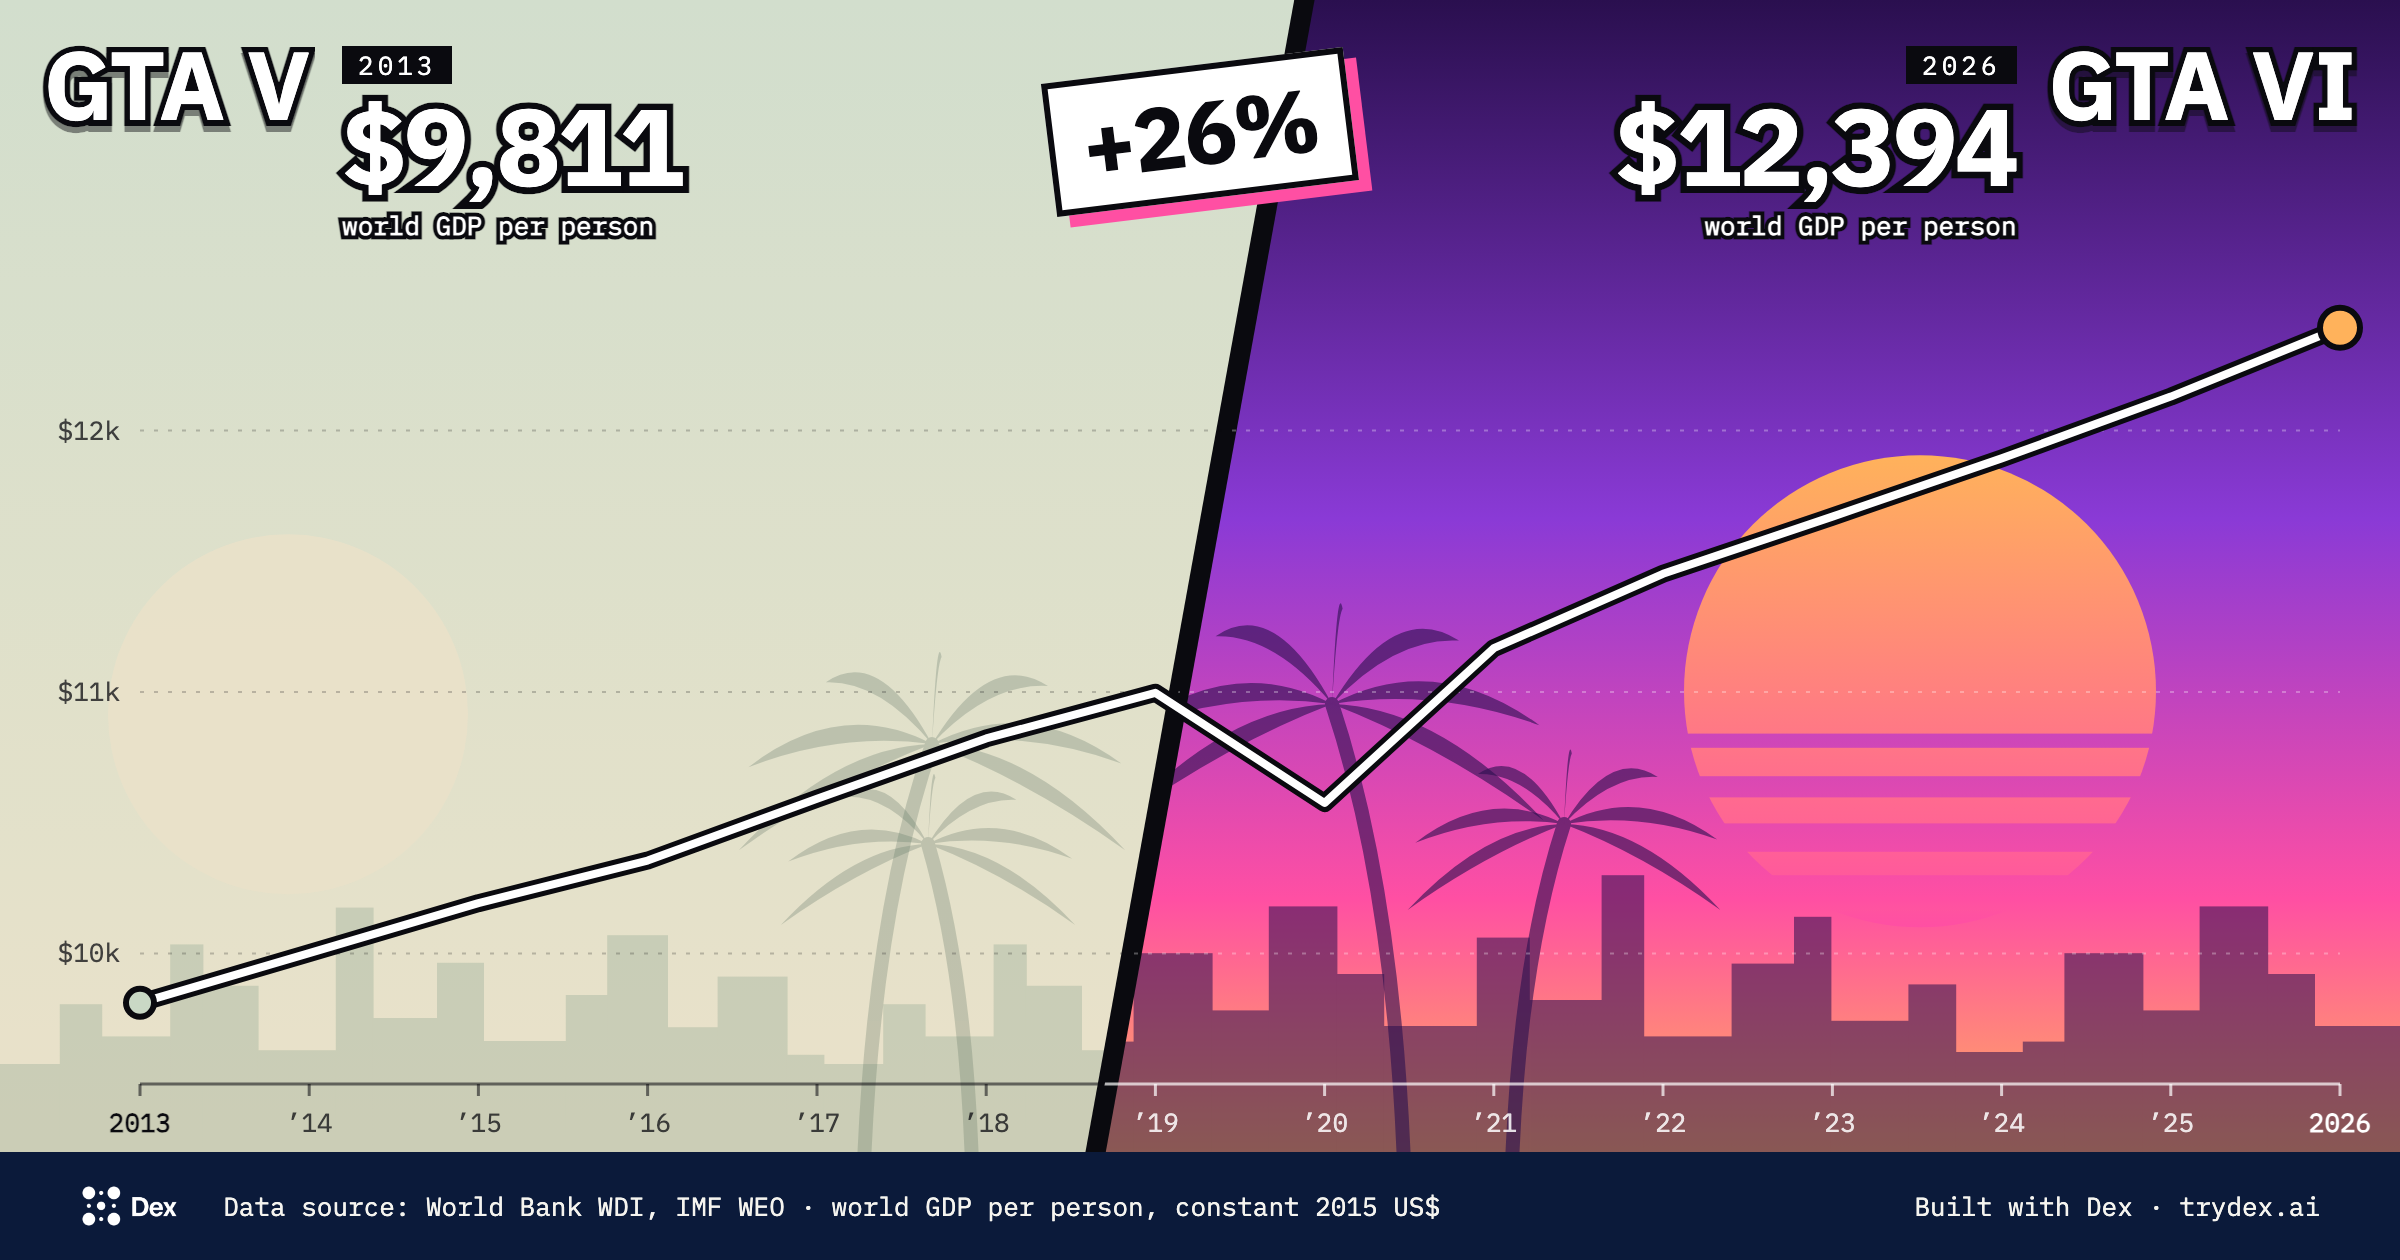 GTA V
2013
$9,811
world GDP per person
+26%
2026
GTA VI
$12,394
world GDP per person
$12k
$11k
$10k
2013 ’14 ’15 ’16 ’17 ’18 ’19 ’20 ’21 ’22 ’23 ’24 ’25 2026
Dex
Data source: World Bank WDI, IMF WEO · world GDP per person, constant 2015 US$
Built with Dex · trydex.ai